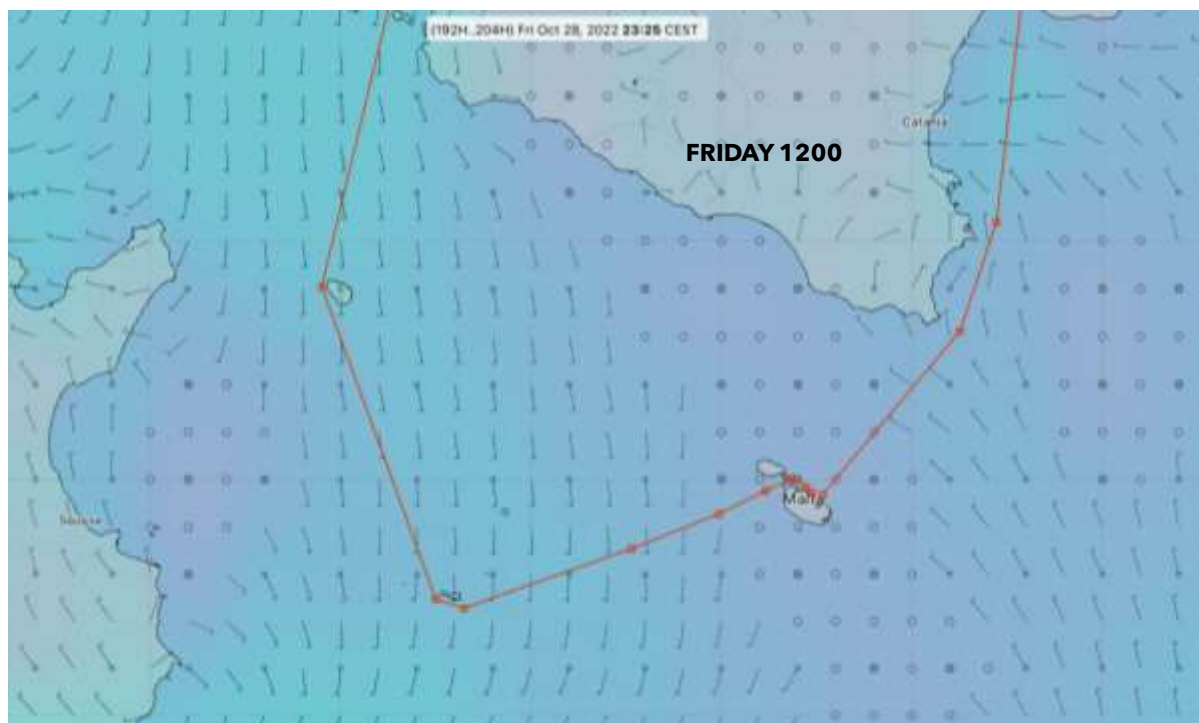 (192H..204H) Fri Oct 28, 2022 23:25 CEST
Catania
FRIDAY 1200
Malta
Sousse